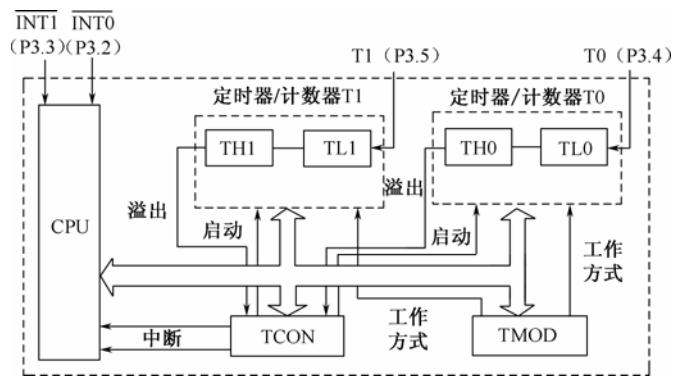 INT1 INT0
(P3.3)(P3.2)
T1（P3.5）
T0（P3.4）
定时器/计数器T1
定时器/计数器T0
TH1
TL1
TH0
TL0
溢出
溢出
CPU
启动
启动
工作
方式
中断
TCON
工作
方式
TMOD